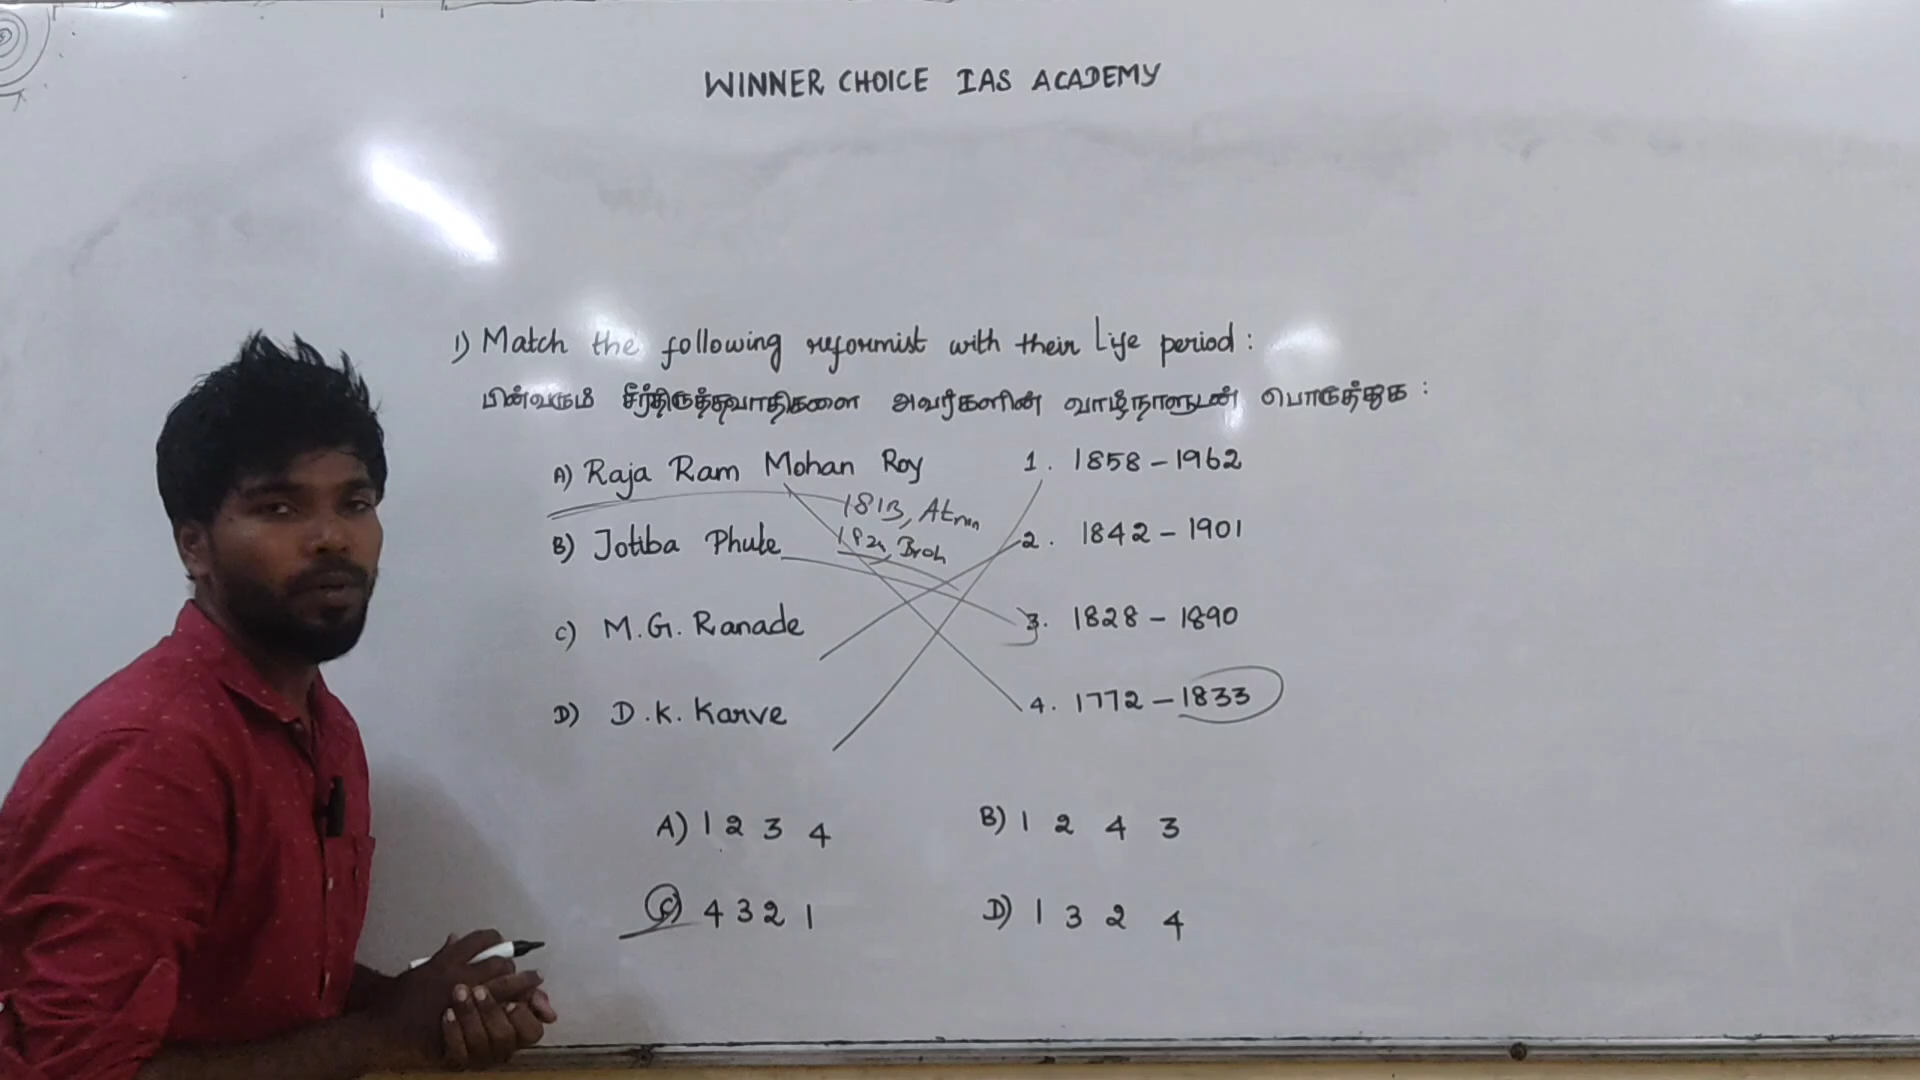 WINNER CHOICE IAS ACADEMY
1) Match the following reformist with their Life period :
பின்வரும் சீர்திருத்தவாதிகளை அவர்களின் வாழ்நாளுடன் பொருத்துக :
A) Raja Ram Mohan Roy 1. 1858 - 1962
1813, Atm
B) Jotiba Phule 2. 1842 - 1901
C) M.G. Ranade 3. 1828 - 1890
D) D.K. Karve 4. 1772 - 1833
A) 1 2 3 4 B) 1 2 4 3
C) 4 3 2 1 D) 1 3 2 4